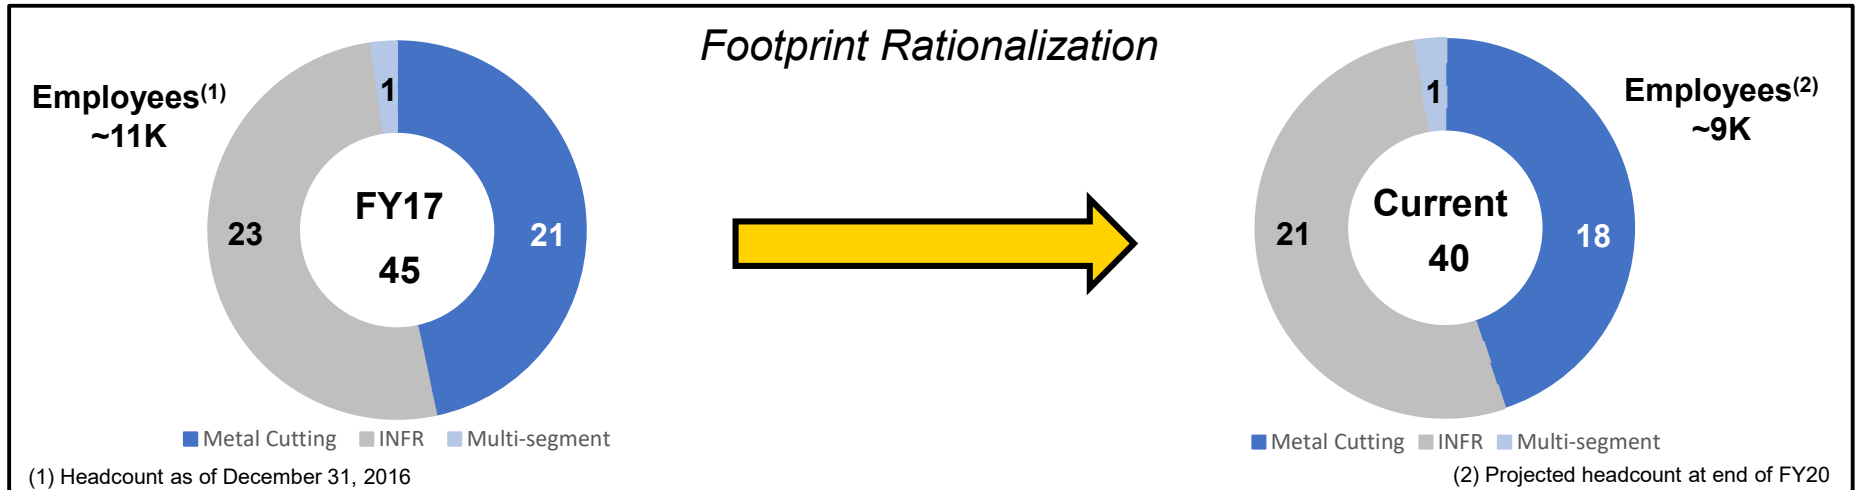 Footprint Rationalization
Employees(1)
~11K
1
23
21
FY17
45
Metal Cutting INFR Multi-segment
(1) Headcount as of December 31, 2016
Employees(2)
~9K
1
21
18
Current
40
Metal Cutting INFR Multi-segment
(2) Projected headcount at end of FY20